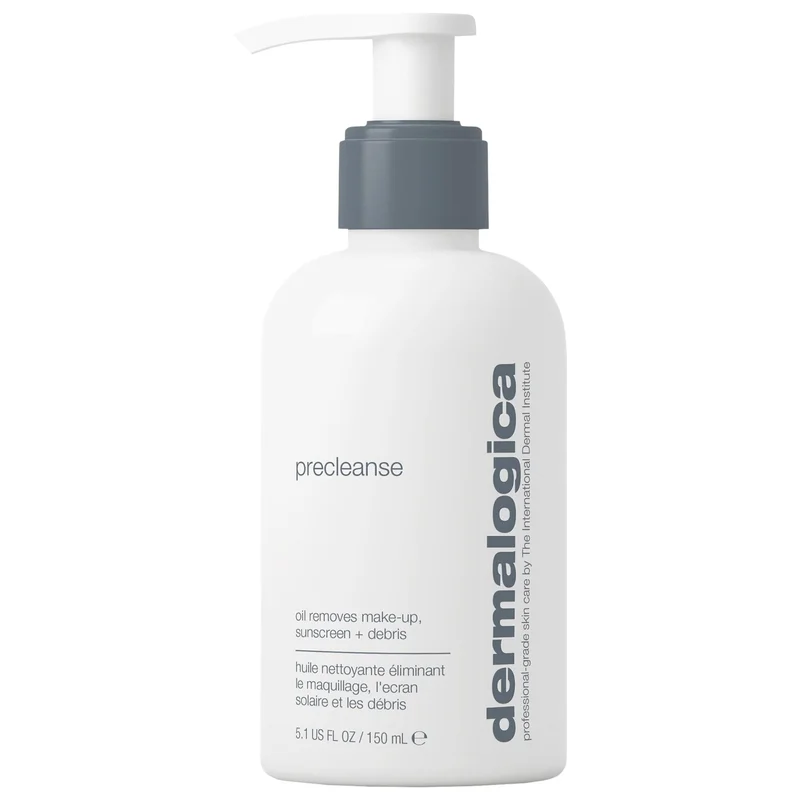 precleanse
oil removes make-up,
sunscreen + debris
huile nettoyante éliminant
le maquillage, l'ecran
solaire et les débris
5.1 US FL OZ / 150 mL ℮
dermalogica
professional-grade skin care by The International Dermal Institute